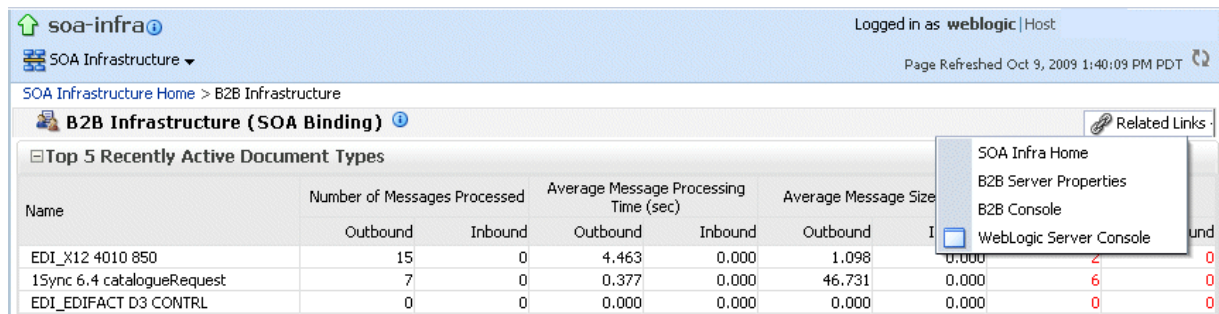 soa-infra
Logged in as weblogic|Host
SOA Infrastructure
Page Refreshed Oct 9, 2009 1:40:09 PM PDT
SOA Infrastructure Home > B2B Infrastructure
B2B Infrastructure (SOA Binding)
Related Links
Top 5 Recently Active Document Types
SOA Infra Home
B2B Server Properties
B2B Console
WebLogic Server Console
Name Number of Messages Processed Average Message Processing Time (sec) Average Message Size
Outbound Inbound Outbound Inbound Outbound
EDI_X12 4010 850 15 0 4.463 0.000 1.098 0.000 2 0
1Sync 6.4 catalogueRequest 7 0 0.377 0.000 46.731 0.000 6 0
EDI_EDIFACT D3 CONTRL 0 0 0.000 0.000 0.000 0.000 0 0